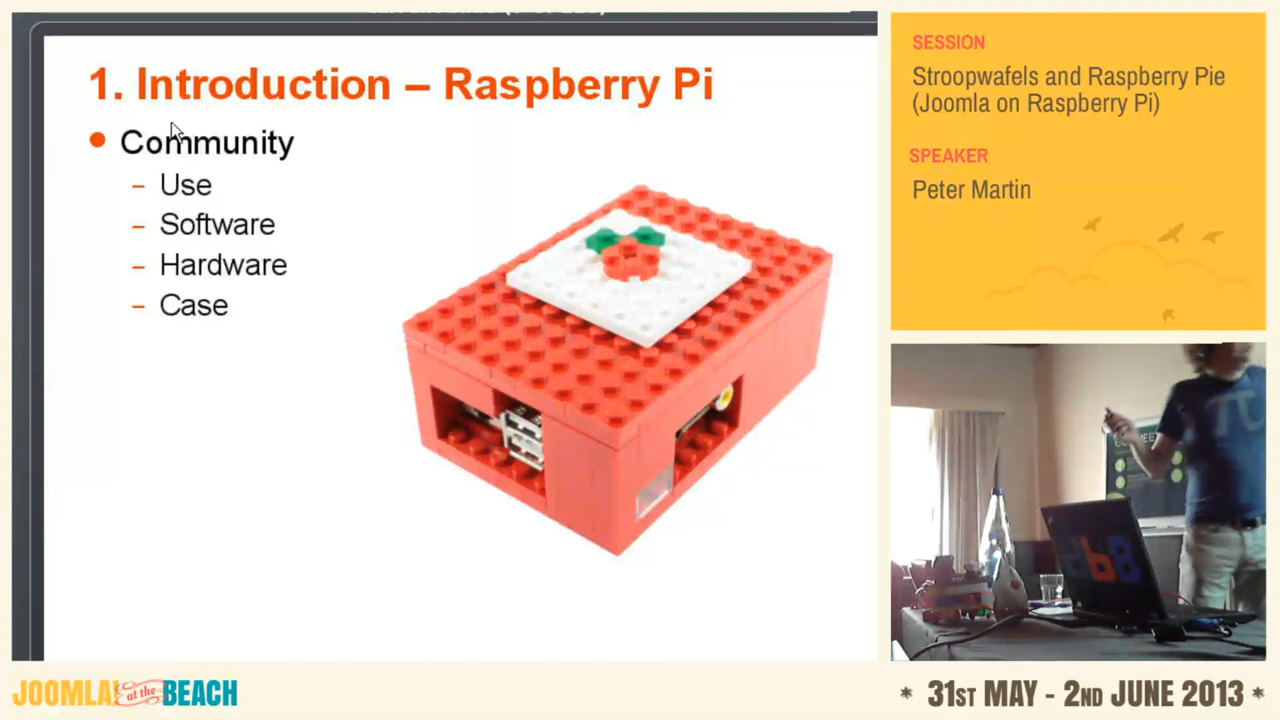 1. Introduction – Raspberry Pi
Community
– Use
– Software
– Hardware
– Case
SESSION
Stroopwafels and Raspberry Pie
(Joomla on Raspberry Pi)
SPEAKER
Peter Martin
π
db8
JOOMLA! at the BEACH
* 31ST MAY - 2ND JUNE 2013 *